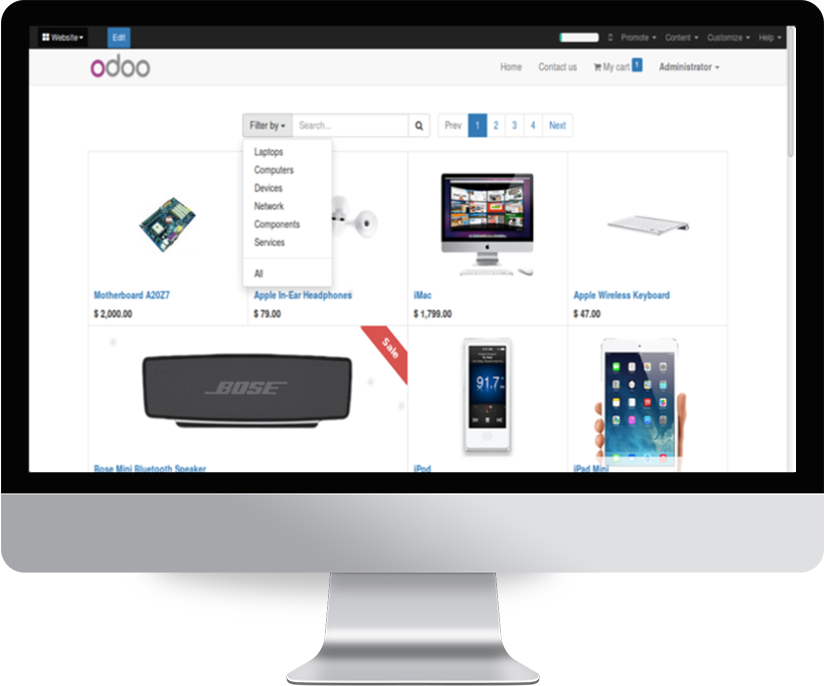 Website
Edit
Promote
Content
Customize
Help
odoo
Home
Contact us
My cart 1
Administrator
Filter by
Search...
Prev 1 2 3 4 Next
Laptops
Computers
Devices
Network
Components
Services
All
Motherboard A20Z7
$ 2,000.00
Apple In-Ear Headphones
$ 79.00
iMac
$ 1,799.00
Apple Wireless Keyboard
$ 47.00
BOSE
Sale
91.7
Bose Mini Bluetooth Speaker
iPod
iPad Mini